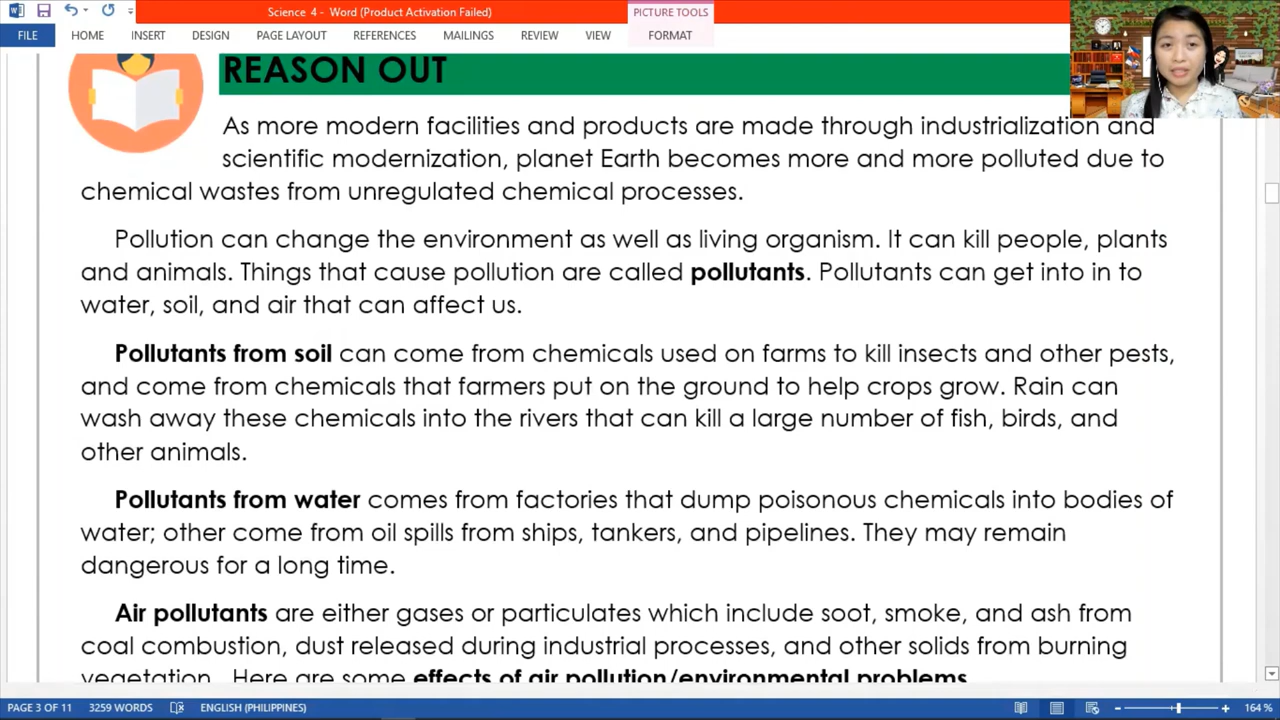 Science 4 - Word (Product Activation Failed)
PICTURE TOOLS
FILE HOME INSERT DESIGN PAGE LAYOUT REFERENCES MAILINGS REVIEW VIEW FORMAT
REASON OUT
As more modern facilities and products are made through industrialization and
scientific modernization, planet Earth becomes more and more polluted due to
chemical wastes from unregulated chemical processes.
Pollution can change the environment as well as living organism. It can kill people, plants
and animals. Things that cause pollution are called pollutants. Pollutants can get into in to
water, soil, and air that can affect us.
Pollutants from soil can come from chemicals used on farms to kill insects and other pests,
and come from chemicals that farmers put on the ground to help crops grow. Rain can
wash away these chemicals into the rivers that can kill a large number of fish, birds, and
other animals.
Pollutants from water comes from factories that dump poisonous chemicals into bodies of
water; other come from oil spills from ships, tankers, and pipelines. They may remain
dangerous for a long time.
Air pollutants are either gases or particulates which include soot, smoke, and ash from
coal combustion, dust released during industrial processes, and other solids from burning
vegetation. Here are some effects of air pollution/environmental problems.
PAGE 3 OF 11 3259 WORDS ENGLISH (PHILIPPINES) 164 %